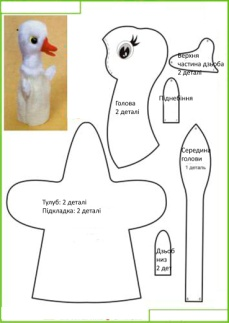 Верхня
частина дзьоба
2 деталі
Піднебіння
Голова
2 деталі
Середина
голови
1 деталь
Тулуб: 2 деталі
Підкладка: 2 деталі
Дзьоб
низ
2 дет